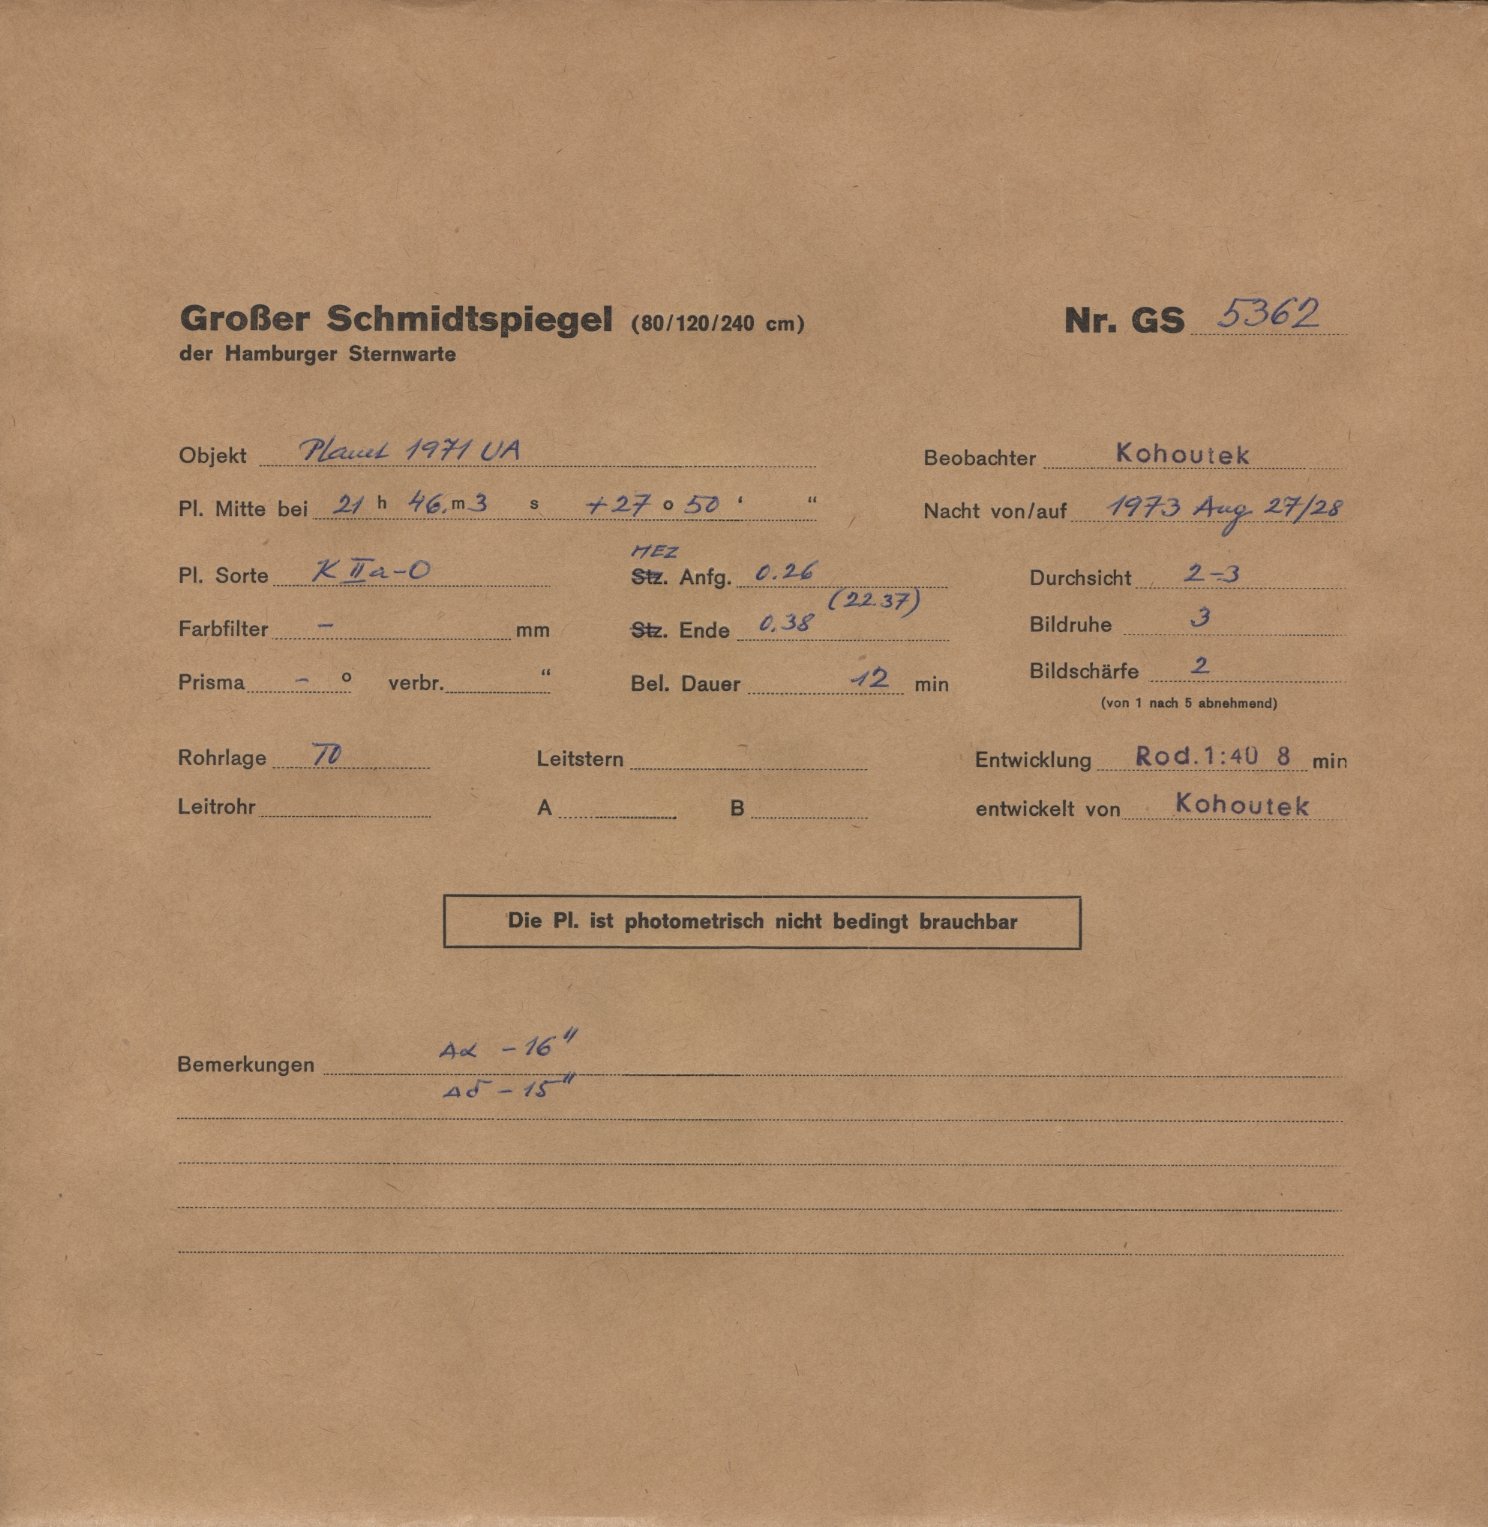 Großer Schmidtspiegel (80/120/240 cm) Nr. GS 5362
der Hamburger Sternwarte
Objekt Planet 1971 UA Beobachter Kohoutek
Pl. Mitte bei 21 h 46. m 3 s +27 o 50 ‘ “ Nacht von/auf 1973 Aug 27/28
MEZ
Pl. Sorte K IIa-O Stz. Anfg. 0.26 Durchsicht 2-3
(22.37)
Farbfilter – mm Stz. Ende 0.38 Bildruhe 3
Prisma – o verbr. “ Bel. Dauer 12 min Bildschärfe 2
(von 1 nach 5 abnehmend)
Rohrlage TO Leitstern Entwicklung Rod. 1:40 8 min
Leitrohr A B entwickelt von Kohoutek
Die Pl. ist photometrisch nicht bedingt brauchbar
Δα – 16"
Bemerkungen
Δδ – 15"